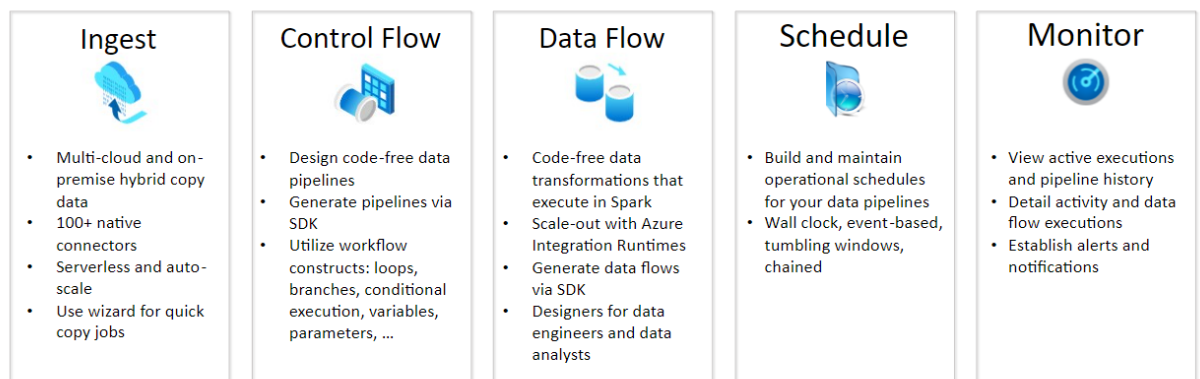 Ingest
• Multi-cloud and on-
premise hybrid copy
data
• 100+ native
connectors
• Serverless and auto-
scale
• Use wizard for quick
copy jobs
Control Flow
• Design code-free data
pipelines
• Generate pipelines via
SDK
• Utilize workflow
constructs: loops,
branches, conditional
execution, variables,
parameters, …
Data Flow
• Code-free data
transformations that
execute in Spark
• Scale-out with Azure
Integration Runtimes
• Generate data flows
via SDK
• Designers for data
engineers and data
analysts
Schedule
• Build and maintain
operational schedules
for your data pipelines
• Wall clock, event-based,
tumbling windows,
chained
Monitor
• View active executions
and pipeline history
• Detail activity and data
flow executions
• Establish alerts and
notifications